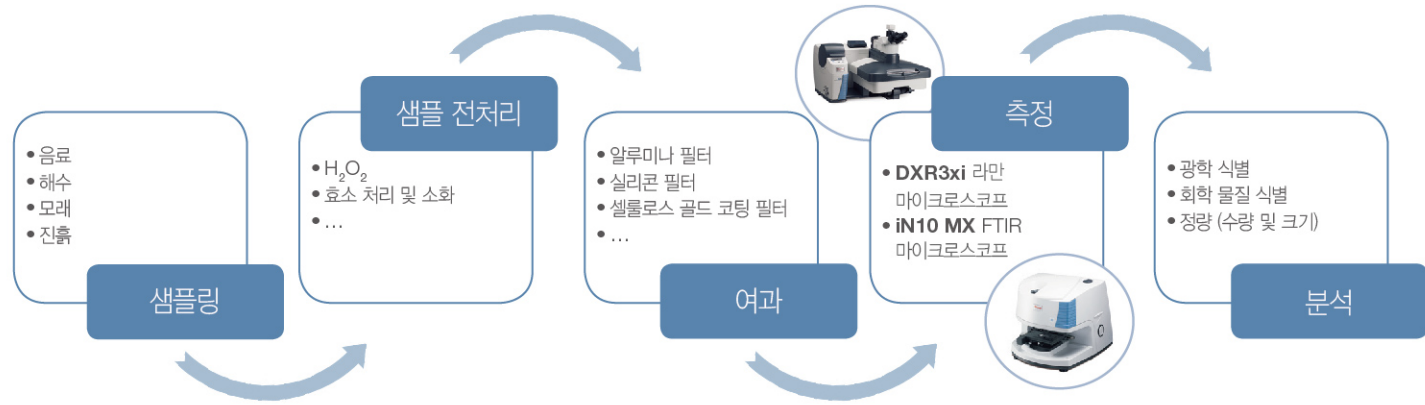 • 음료
• 해수
• 모래
• 진흙
샘플링
샘플 전처리
• H₂O₂
• 효소 처리 및 소화
• ...
• 알루미나 필터
• 실리콘 필터
• 셀룰로스 골드 코팅 필터
• ...
여과
측정
• DXR3xi 라만
마이크로스코프
• iN10 MX FTIR
마이크로스코프
• 광학 식별
• 회학 물질 식별
• 정량 (수량 및 크기)
분석